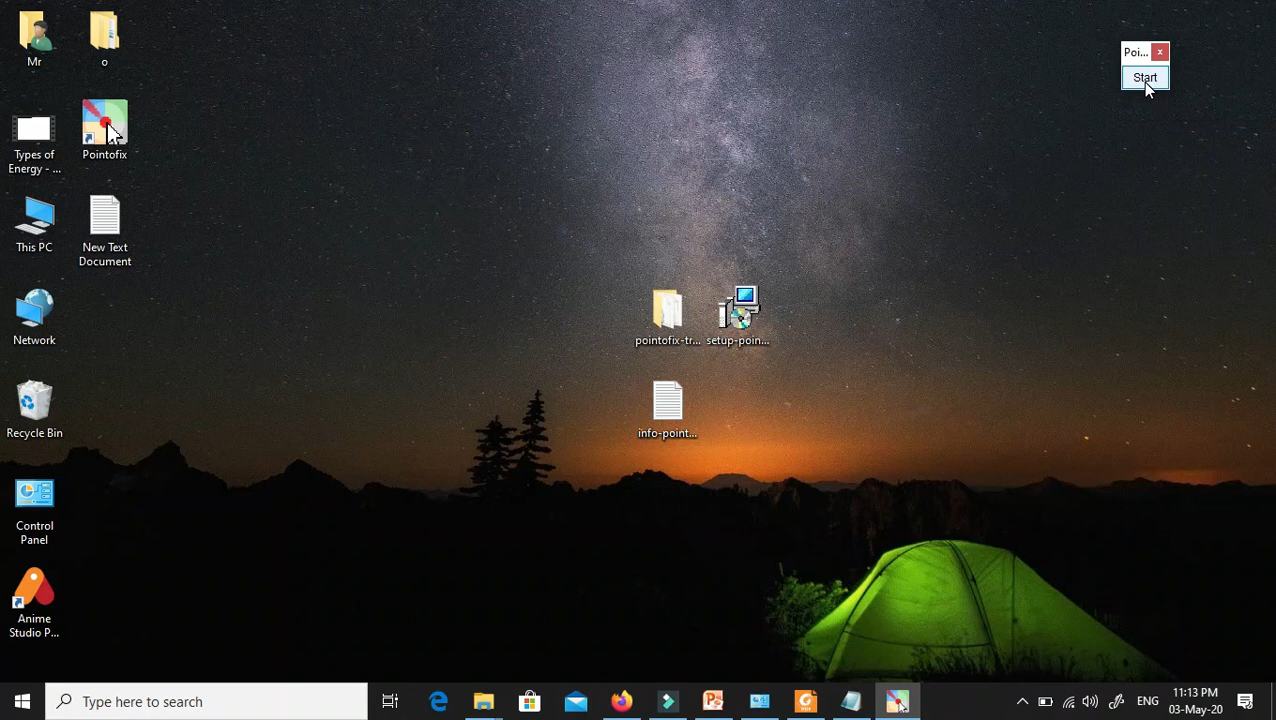 Mr
o
Types of
Energy - ...
Pointofix
This PC
New Text
Document
Network
Recycle Bin
Control
Panel
Anime
Studio P...
pointofix-tr...
setup-poin...
info-point...
Poi... x
Start
Type here to search
ENG
11:13 PM
03-May-20